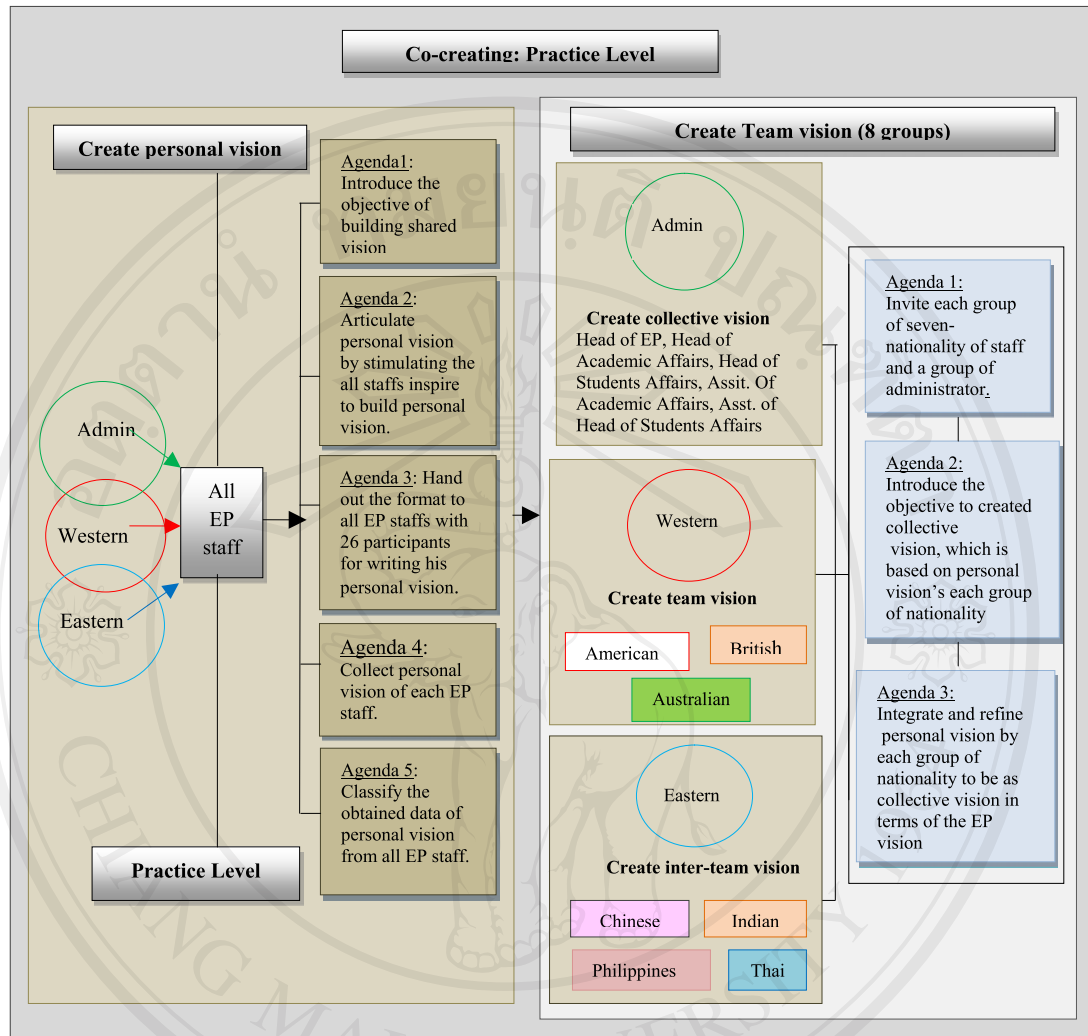 Co-creating: Practice Level
Create personal vision
Admin
Western
Eastern
All
EP
staff
Practice Level
Agenda1:
Introduce the
objective of
building shared
vision
Agenda 2:
Articulate
personal vision
by stimulating the
all staffs inspire
to build personal
vision.
Agenda 3: Hand
out the format to
all EP staffs with
26 participants
for writing his
personal vision.
Agenda 4:
Collect personal
vision of each EP
staff.
Agenda 5:
Classify the
obtained data of
personal vision
from all EP staff.
Create Team vision (8 groups)
Admin
Create collective vision
Head of EP, Head of
Academic Affairs, Head of
Students Affairs, Assit. Of
Academic Affairs, Asst. of
Head of Students Affairs
Western
Create team vision
American
British
Australian
Eastern
Create inter-team vision
Chinese
Indian
Philippines
Thai
Agenda 1:
Invite each group
of seven-
nationality of staff
and a group of
administrator.
Agenda 2:
Introduce the
objective to created
collective
vision, which is
based on personal
vision's each group
of nationality
Agenda 3:
Integrate and refine
personal vision by
each group of
nationality to be as
collective vision in
terms of the EP
vision